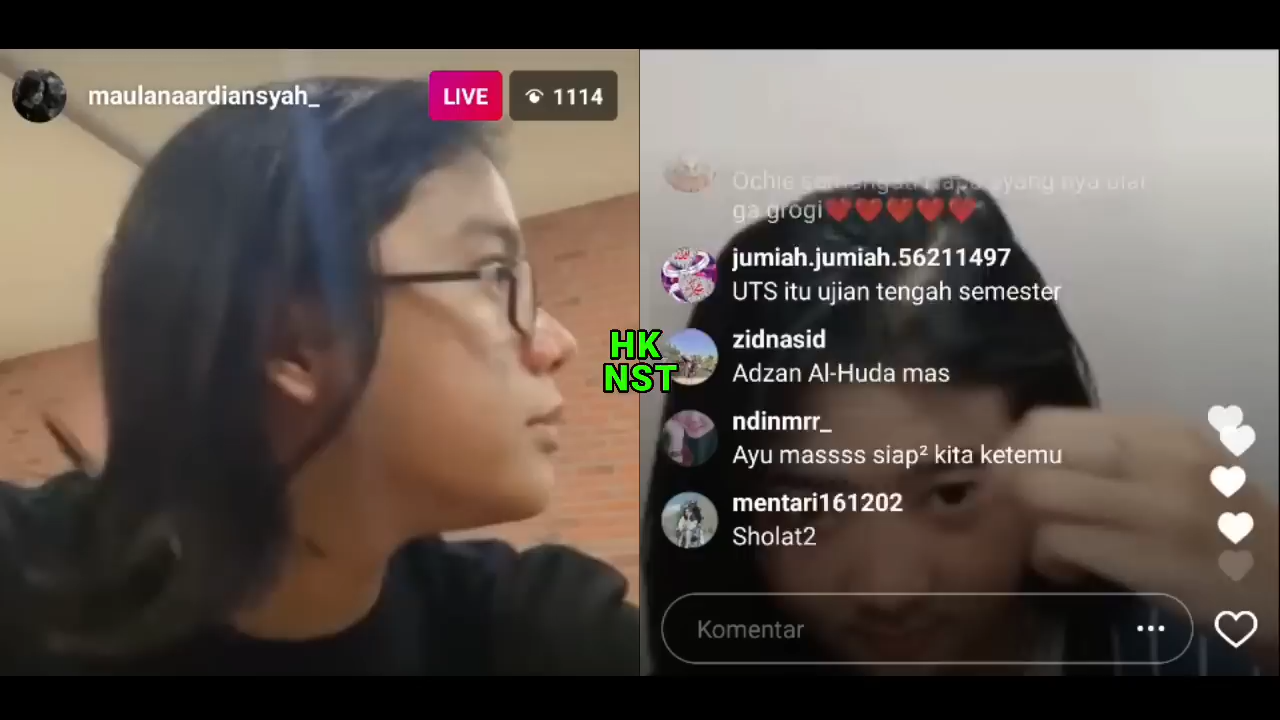 maulanaardiansyah_
LIVE
1114
Ochie
ga grogi❤️❤️❤️❤️❤️
jumiah.jumiah.56211497
UTS itu ujian tengah semester
zidnasid
Adzan Al-Huda mas
ndinmrr_
Ayu massss siap² kita ketemu
mentari161202
Sholat2
HK
NST
Komentar